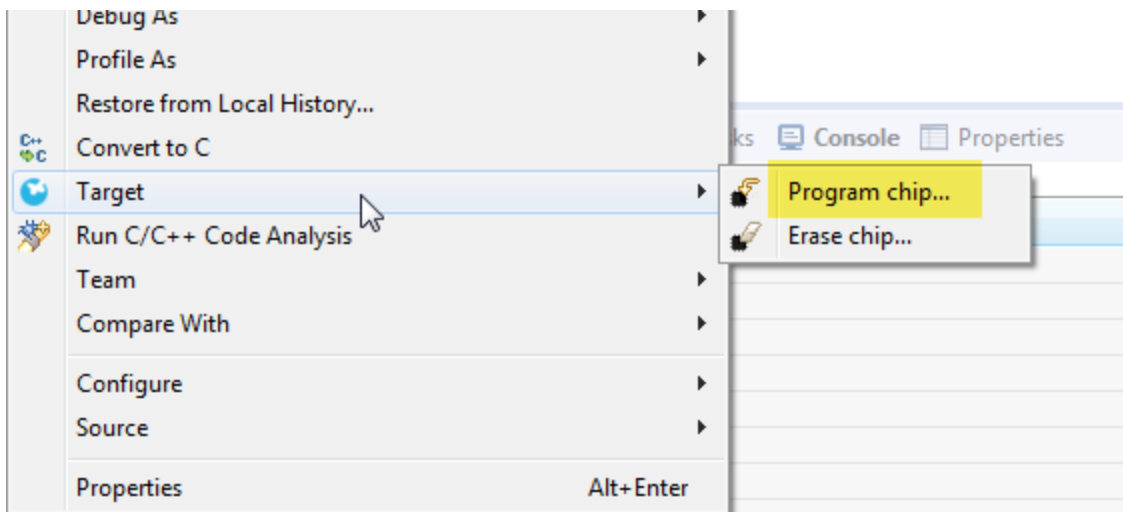 Debug As
Profile As
Restore from Local History...
C++
C
Convert to C
Target
Run C/C++ Code Analysis
Team
Compare With
Configure
Source
Properties Alt+Enter
Console Properties
Program chip...
Erase chip...